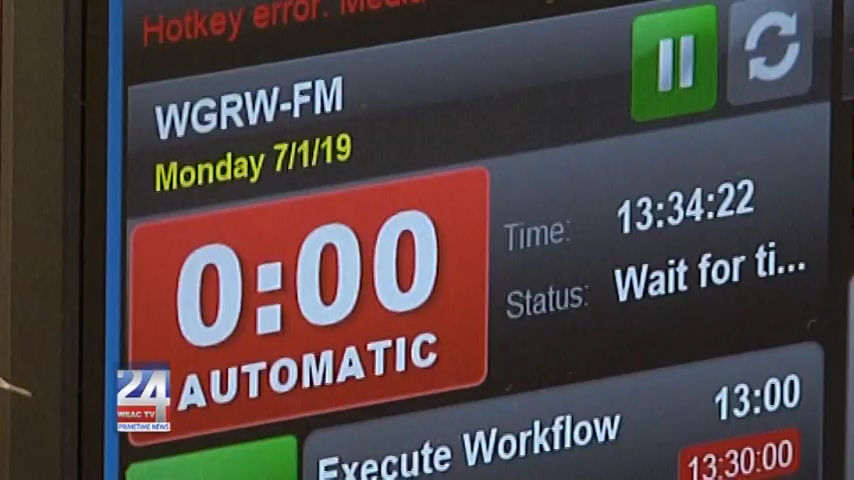 Hotkey error: Media
WGRW-FM
Monday 7/1/19
0:00
AUTOMATIC
Time: 13:34:22
Status: Wait for ti...
Execute Workflow 13:00
13:30:00
24
WEAC TV
PRIMETIME NEWS